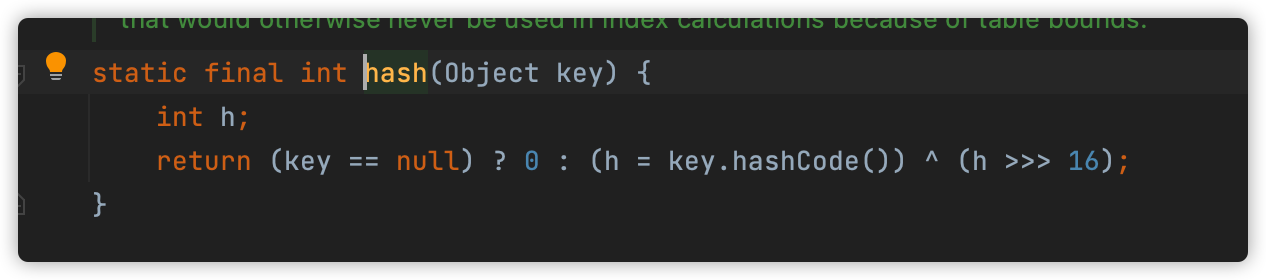 that would otherwise never be used in index calculations because of table bounds.
static final int hash(Object key) {
    int h;
    return (key == null) ? 0 : (h = key.hashCode()) ^ (h >>> 16);
}